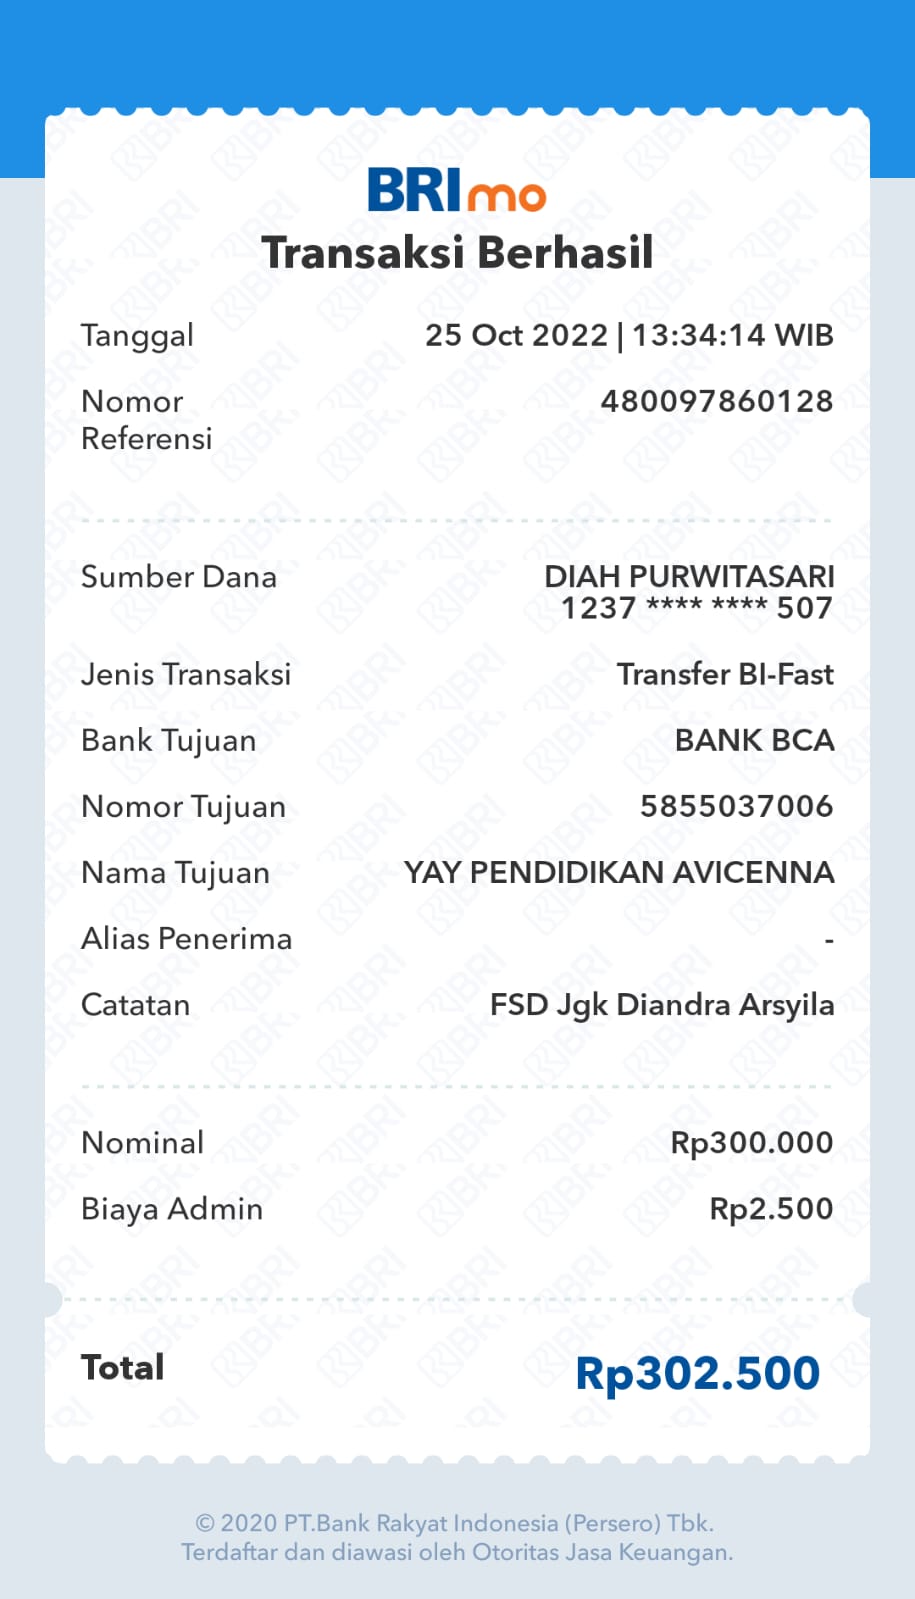 BRImo
Transaksi Berhasil
Tanggal 25 Oct 2022 | 13:34:14 WIB
Nomor 480097860128
Referensi
Sumber Dana DIAH PURWITASARI
1237 **** **** 507
Jenis Transaksi Transfer BI-Fast
Bank Tujuan BANK BCA
Nomor Tujuan 5855037006
Nama Tujuan YAY PENDIDIKAN AVICENNA
Alias Penerima -
Catatan FSD Jgk Diandra Arsyila
Nominal Rp300.000
Biaya Admin Rp2.500
Total Rp302.500
© 2020 PT.Bank Rakyat Indonesia (Persero) Tbk.
Terdaftar dan diawasi oleh Otoritas Jasa Keuangan.